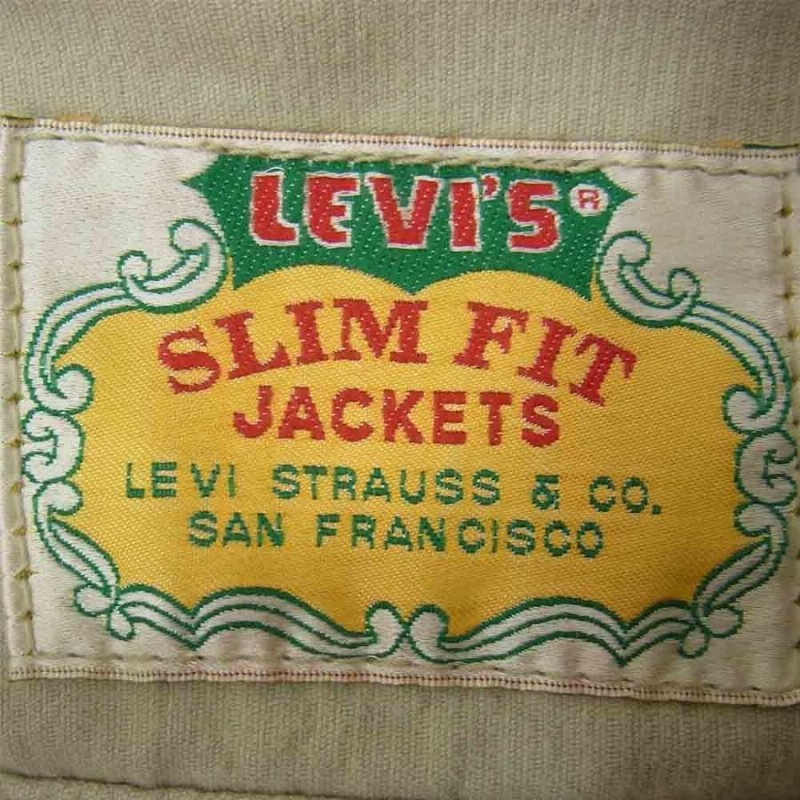 LEVI'S®
SLIM FIT
JACKETS
LEVI STRAUSS & CO.
SAN FRANCISCO